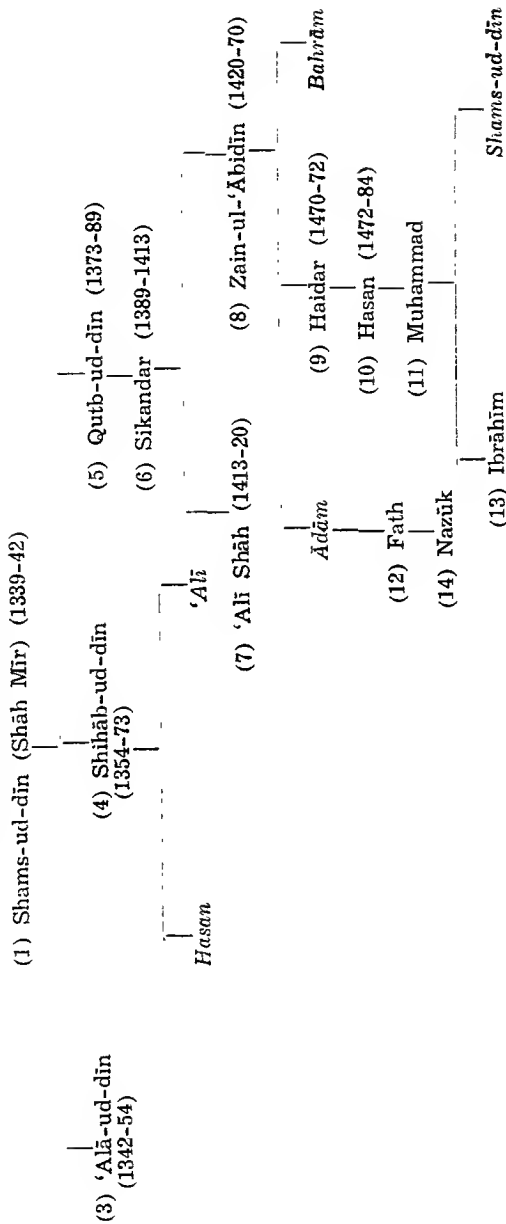 (1) Shams-ud-dīn (Shāh Mīr) (1339-42)
(3) ‘Alā-ud-dīn
(1342-54)
(4) Shihāb-ud-dīn
(1354-73)
(5) Qutb-ud-dīn (1373-89)
(6) Sikandar (1389-1413)
Hasan
‘Alī
(7) ‘Alī Shāh (1413-20)
(8) Zain-ul-‘Ābidīn (1420-70)
Ādām
(9) Haidar (1470-72)
Bahrām
(10) Hasan (1472-84)
(12) Fath
(11) Muhammad
(14) Nazūk
(13) Ibrāhīm
Shams-ud-dīn